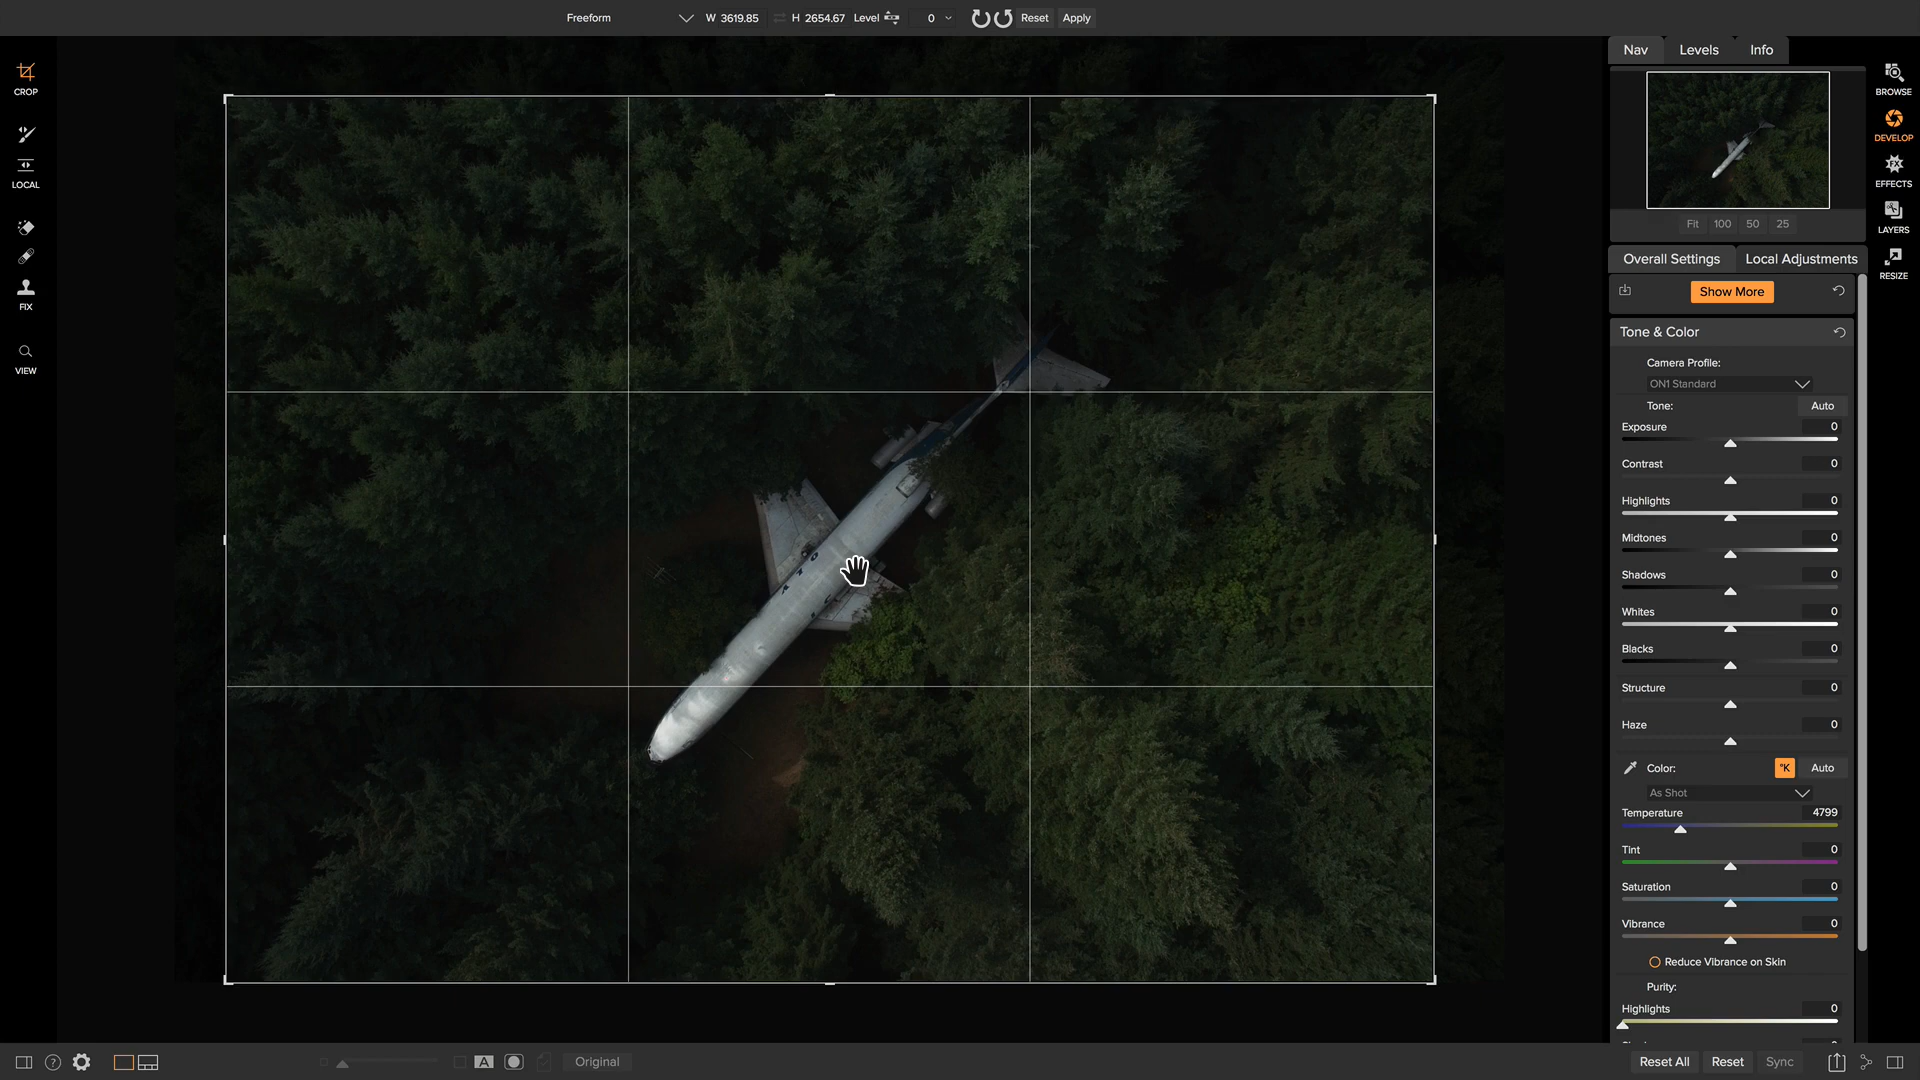 Freeform
W 3619.85 H 2654.67 Level 0 Reset Apply
CROP
LOCAL
FIX
VIEW
Nav Levels Info
Fit 100 50 25
BROWSE
DEVELOP
EFFECTS
LAYERS
RESIZE
Overall Settings Local Adjustments
Show More
Tone & Color
Camera Profile:
ON1 Standard
Tone: Auto
Exposure 0
Contrast 0
Highlights 0
Midtones 0
Shadows 0
Whites 0
Blacks 0
Structure 0
Haze 0
Color: °K Auto
As Shot
Temperature 4799
Tint 0
Saturation 0
Vibrance 0
Reduce Vibrance on Skin
Purity:
Highlights 0
? A Original
Reset All Reset Sync